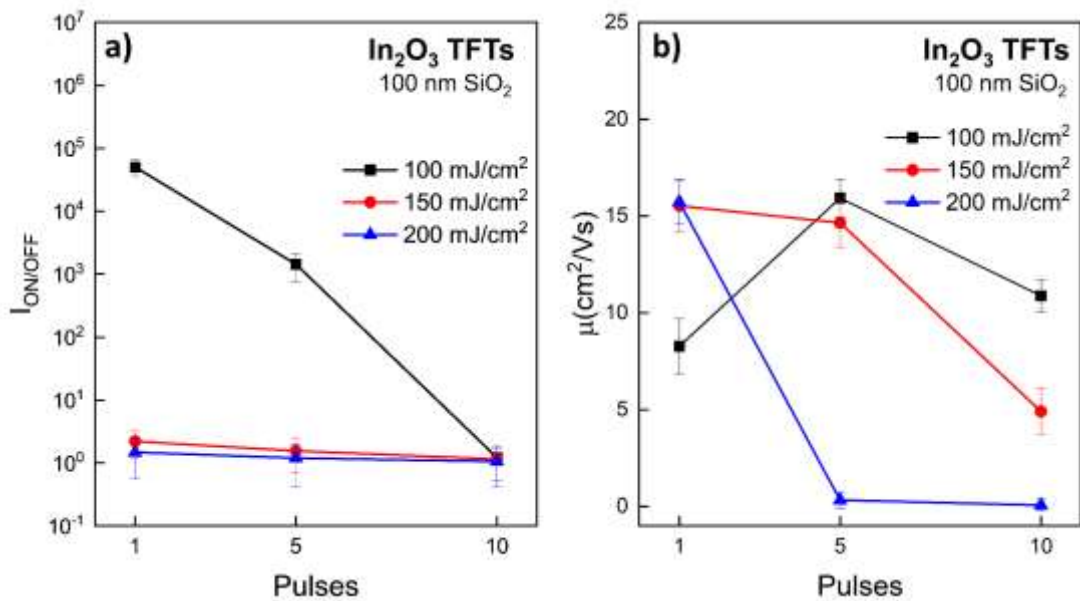 a)
In₂O₃ TFTs
100 nm SiO₂
100 mJ/cm²
150 mJ/cm²
200 mJ/cm²
I_ON/OFF
10⁷
10⁶
10⁵
10⁴
10³
10²
10¹
10⁰
10⁻¹
1 5 10
Pulses
b)
In₂O₃ TFTs
100 nm SiO₂
100 mJ/cm²
150 mJ/cm²
200 mJ/cm²
μ(cm²/Vs)
25
20
15
10
5
0
1 5 10
Pulses